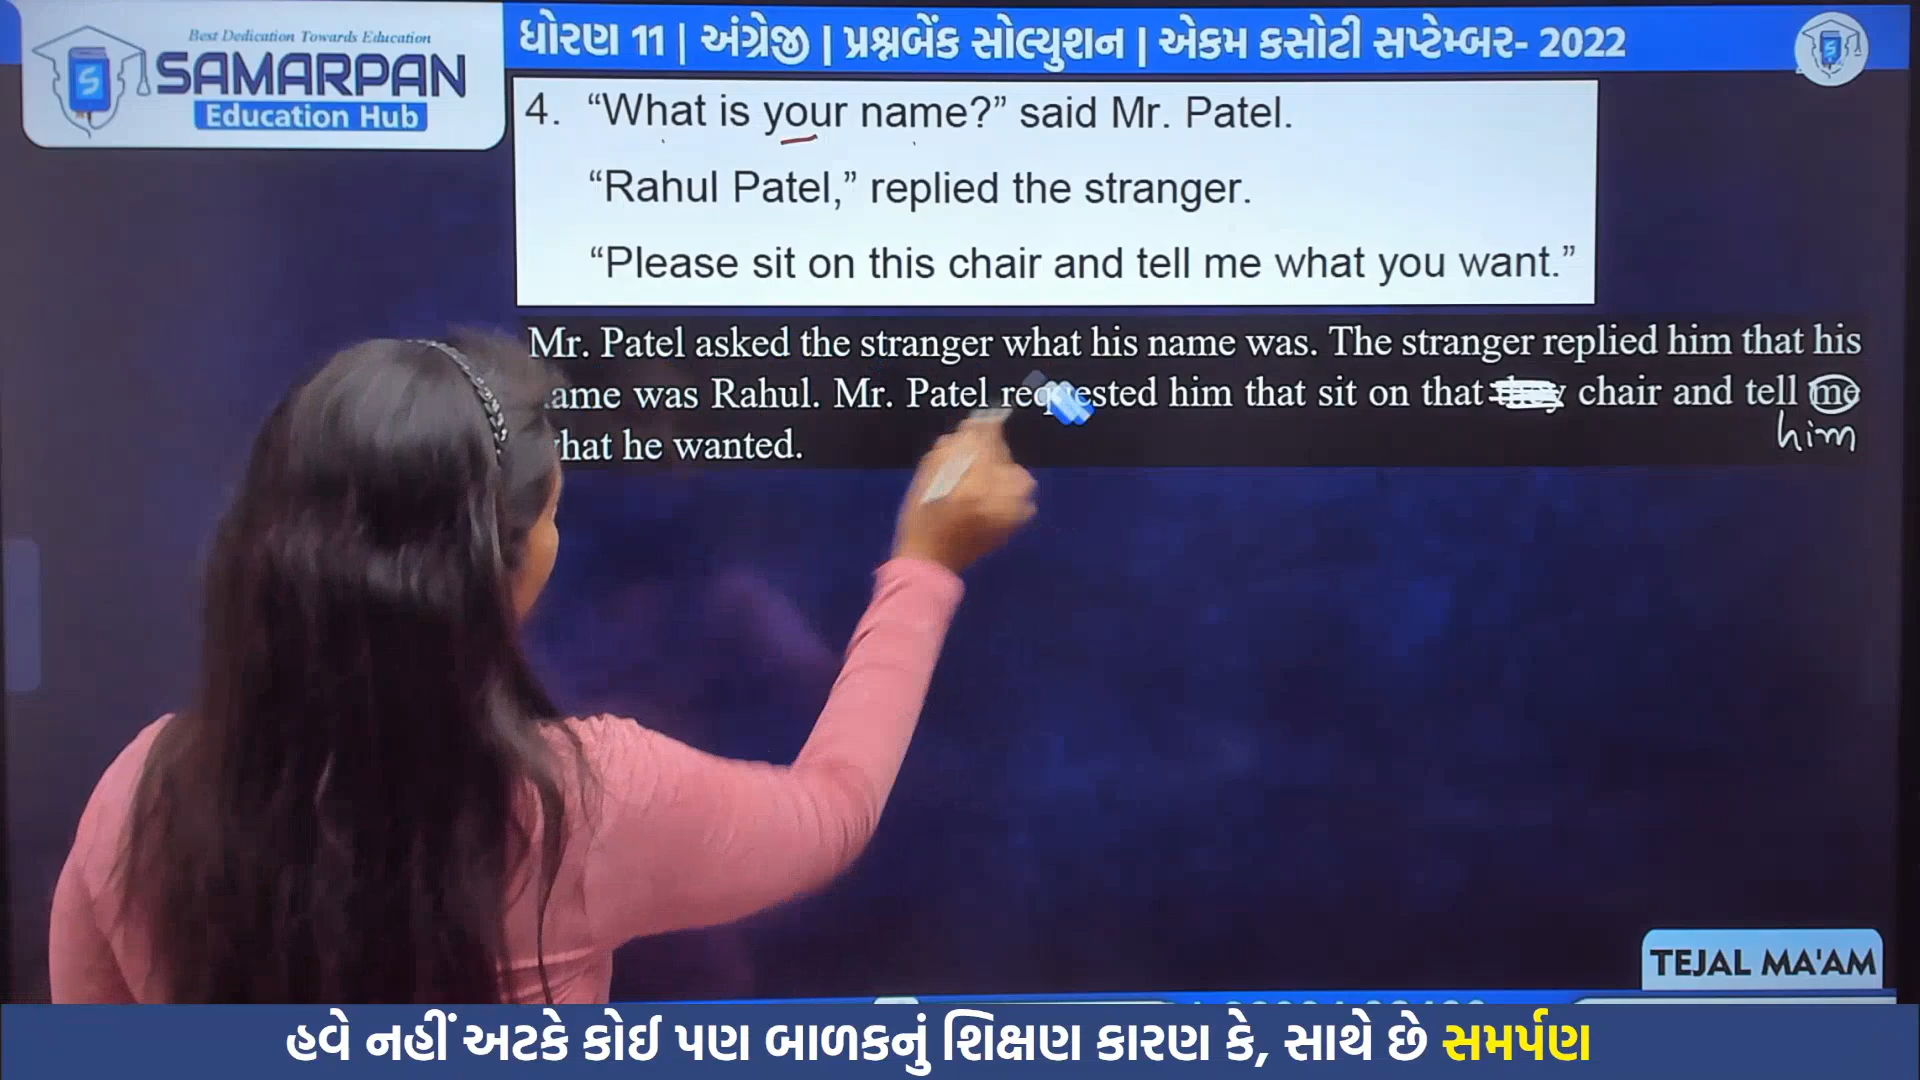 Best Dedication Towards Education
SAMARPAN
Education Hub
ધોરણ 11 | અંગ્રેજી | પ્રશ્નબેંક સોલ્યુશન | એકમ કસોટી સપ્ટેમ્બર- 2022
4. “What is your name?” said Mr. Patel.
“Rahul Patel,” replied the stranger.
“Please sit on this chair and tell me what you want.”
Mr. Patel asked the stranger what his name was. The stranger replied him that his
ame was Rahul. Mr. Patel requested him that sit on that they chair and tell me
him
hat he wanted.
TEJAL MA'AM
હવે નહીં અટકે કોઈ પણ બાળકનું શિક્ષણ કારણ કે, સાથે છે સમર્પણ